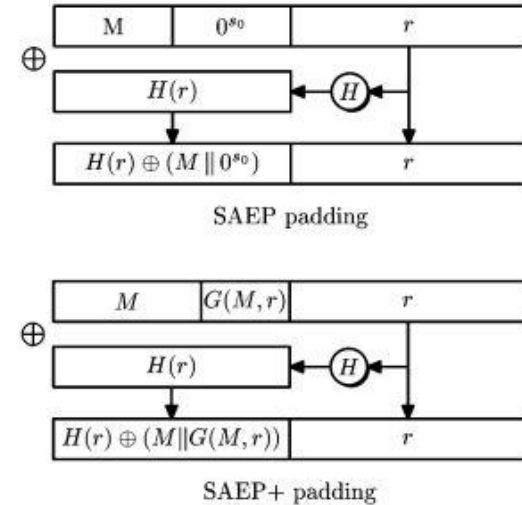 M 0^{s_0} r
⊕
H(r) H
H(r) ⊕ (M ∥ 0^{s_0}) r
SAEP padding
M G(M, r) r
⊕
H(r) H
H(r) ⊕ (M∥G(M, r)) r
SAEP+ padding